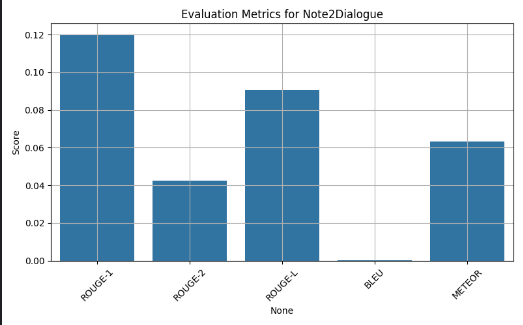 Evaluation Metrics for Note2Dialogue
0.12
0.10
0.08
0.06
0.04
0.02
0.00
Score
ROUGE-1
ROUGE-2
ROUGE-L
BLEU
METEOR
None